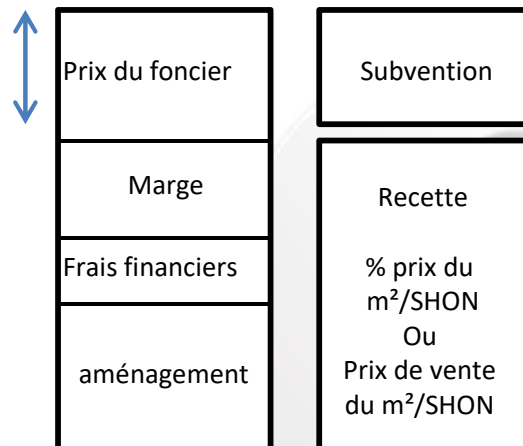 Prix du foncier
Marge
Frais financiers
aménagement
Subvention
Recette
% prix du
m²/SHON
Ou
Prix de vente
du m²/SHON